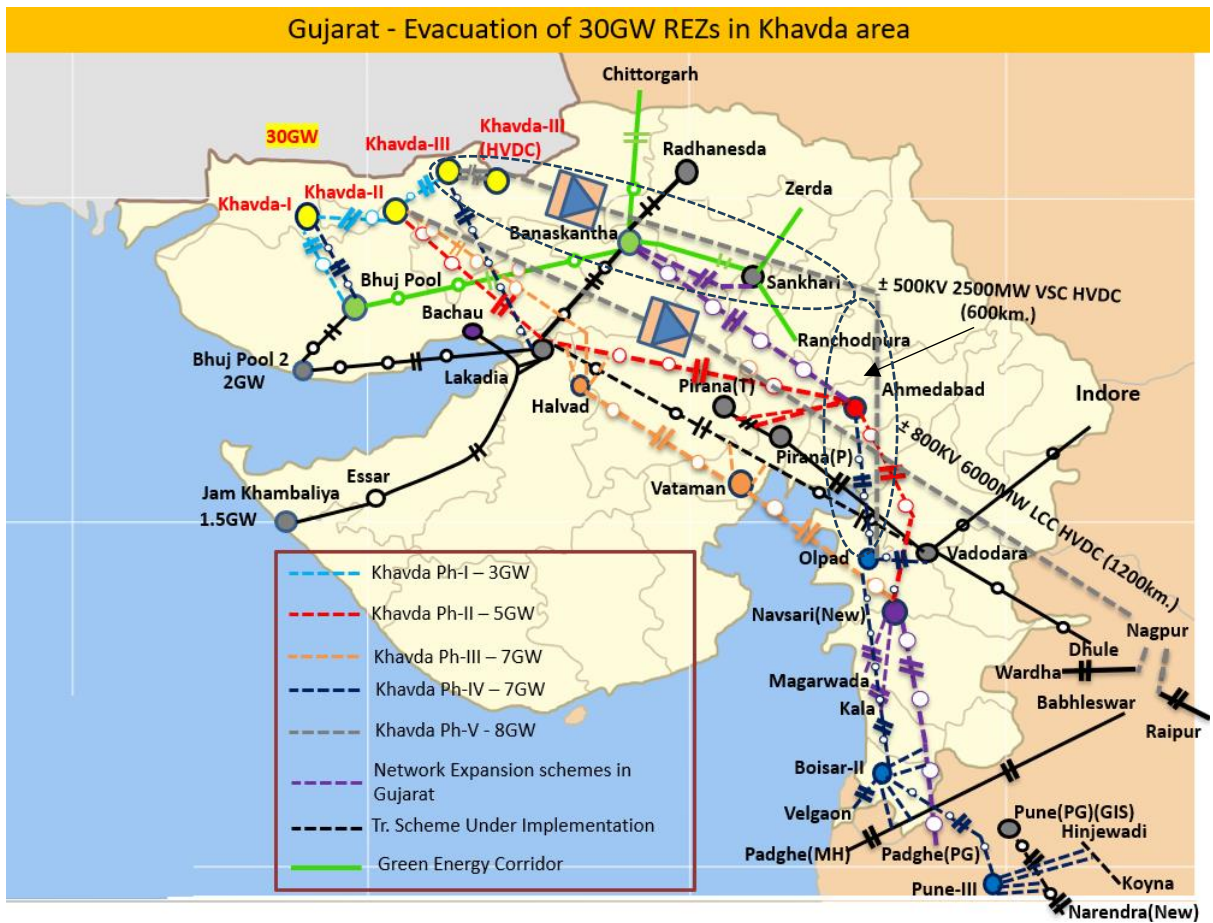 Gujarat - Evacuation of 30GW REZs in Khavda area
Chittorgarh
30GW
Khavda-III
Khavda-III
(HVDC)
Radhanesda
Khavda-I
Khavda-II
Zerda
Banaskantha
Bhuj Pool
Sankhari
± 500KV 2500MW VSC HVDC
(600km.)
Bachau
Ranchodpura
Bhuj Pool 2
2GW
Lakadia
Pirana(T)
Ahmedabad
Indore
Halvad
± 800KV 6000MW LCC HVDC (1200km.)
Pirana(P)
Essar
Vataman
Jam Khambaliya
1.5GW
Olpad
Vadodara
Khavda Ph-I – 3GW
Khavda Ph-II – 5GW
Khavda Ph-III – 7GW
Khavda Ph-IV – 7GW
Khavda Ph-V - 8GW
Network Expansion schemes in
Gujarat
Tr. Scheme Under Implementation
Green Energy Corridor
Navsari(New)
Nagpur
Dhule
Wardha
Magarwada
Kala
Babhleswar
Raipur
Boisar-II
Velgaon
Pune(PG)(GIS)
Hinjewadi
Padghe(MH)
Padghe(PG)
Pune-III
Koyna
Narendra(New)